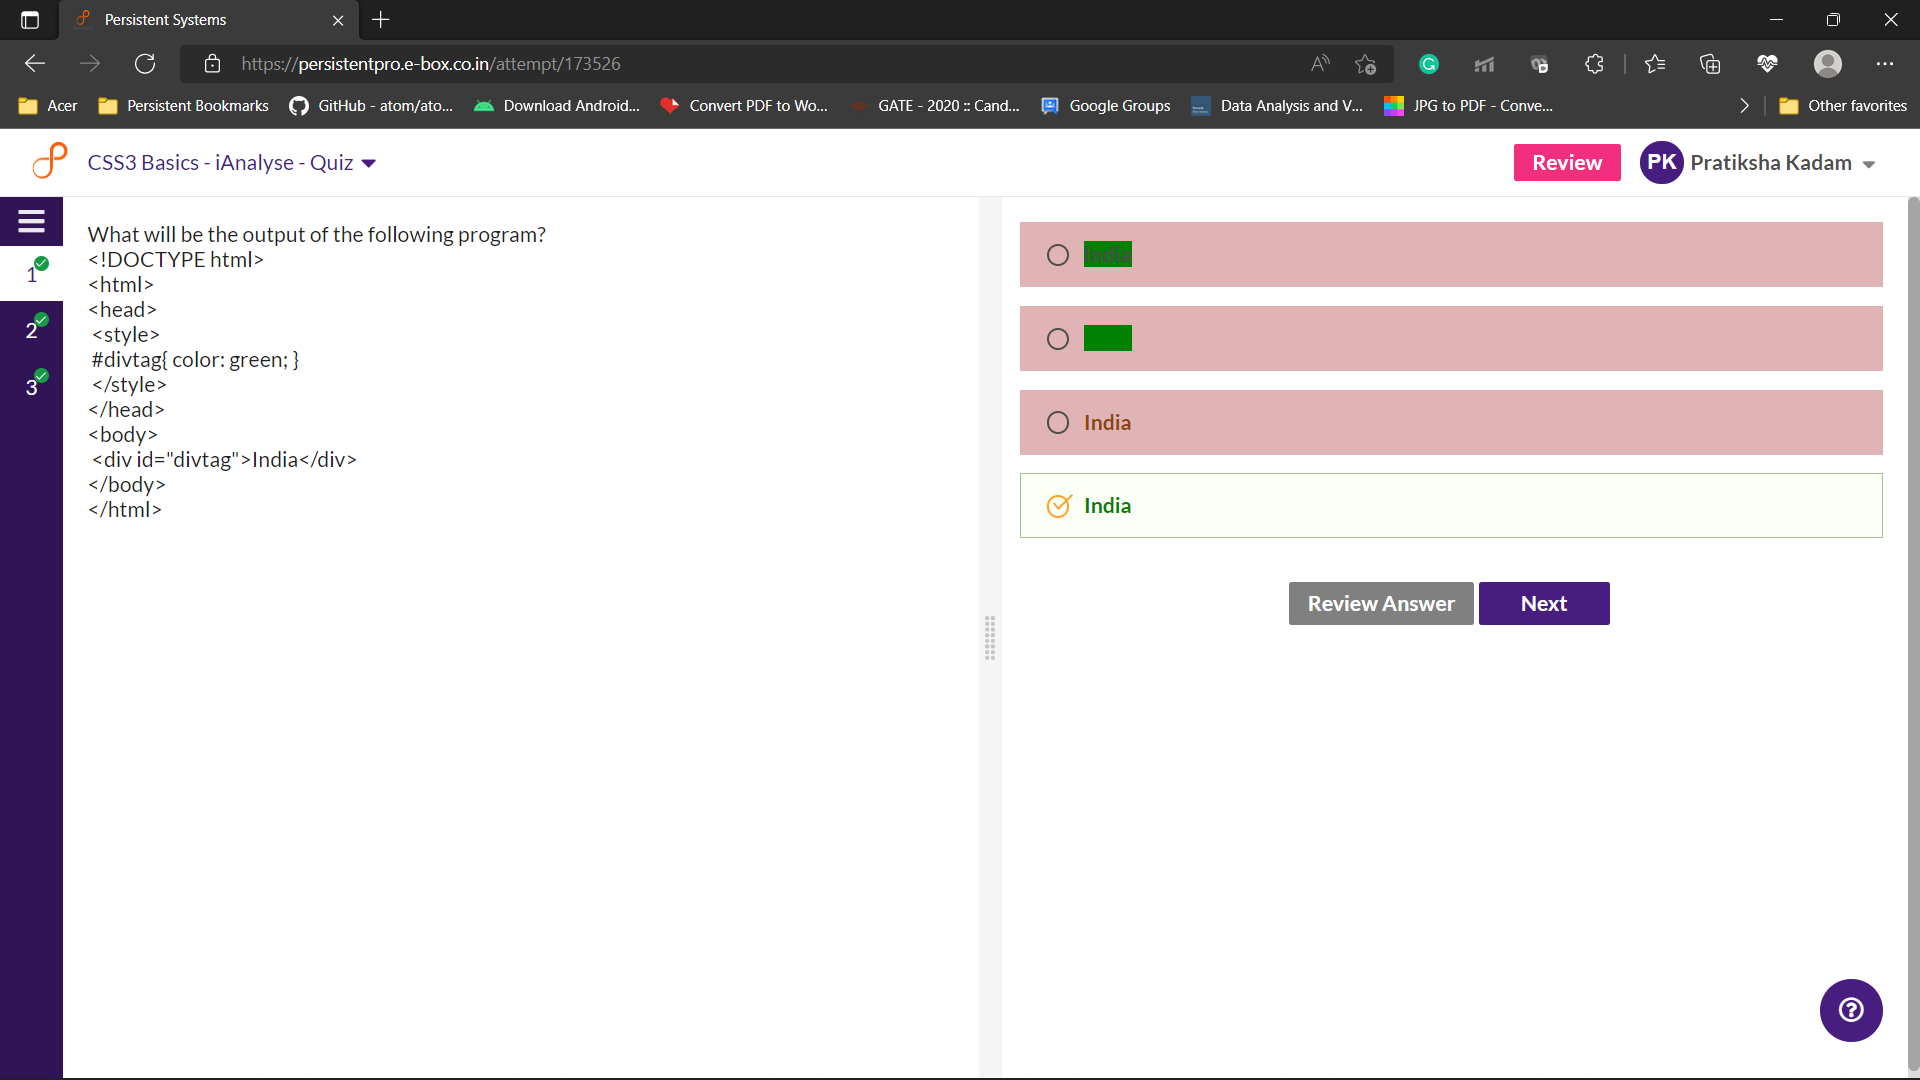 Persistent Systems
https://persistentpro.e-box.co.in/attempt/173526
Acer
Persistent Bookmarks
GitHub - atom/ato...
Download Android...
Convert PDF to Wo...
GATE - 2020 :: Cand...
Google Groups
Data Analysis and V...
JPG to PDF - Conve...
Other favorites
CSS3 Basics - iAnalyse - Quiz
Review
PK
Pratiksha Kadam
1
2
3
What will be the output of the following program?
<!DOCTYPE html>
<html>
<head>
<style>
#divtag{ color: green; }
</style>
</head>
<body>
<div id="divtag">India</div>
</body>
</html>
India
India
India
Review Answer
Next